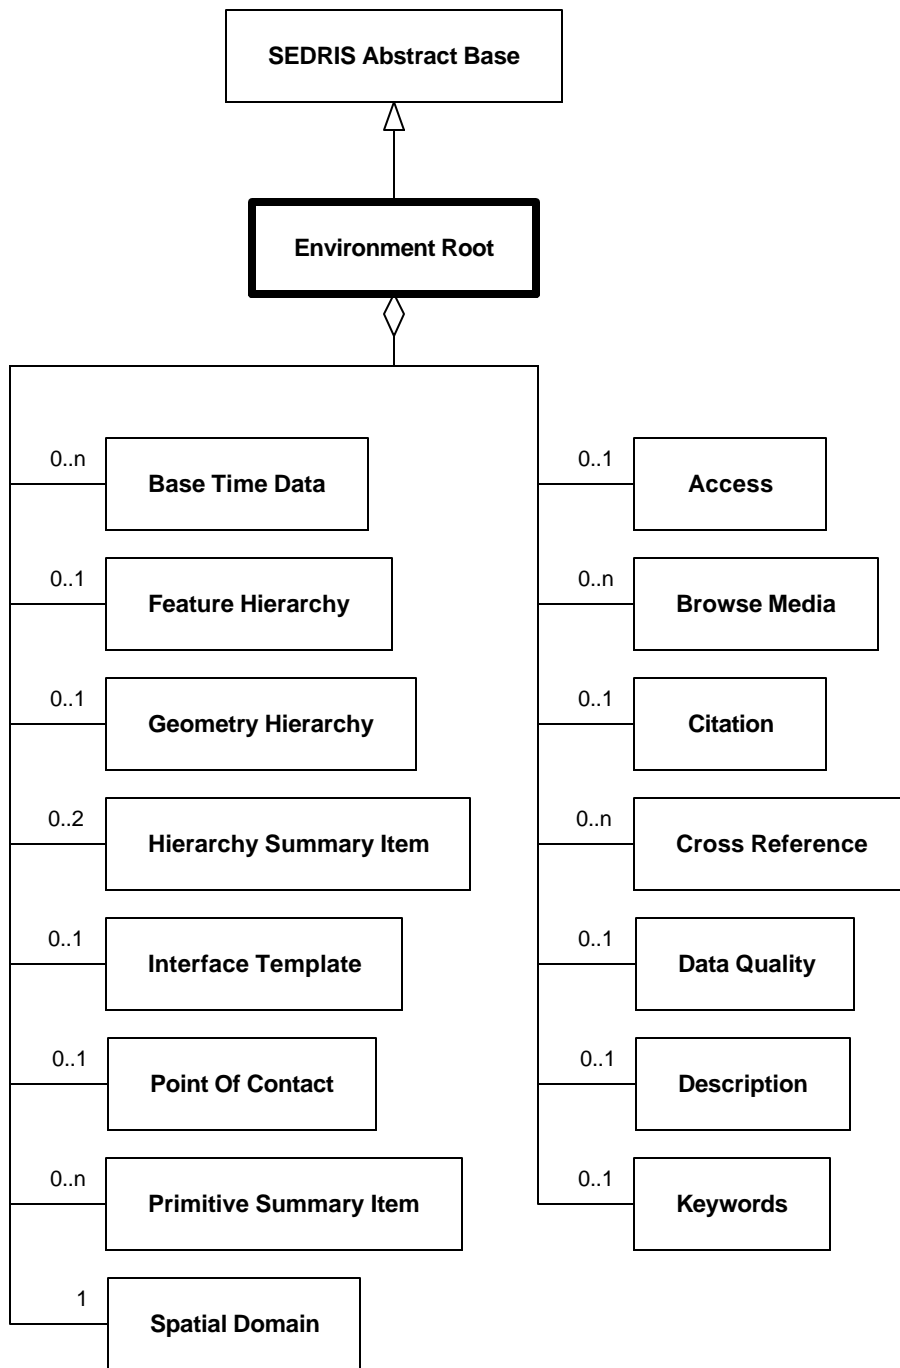 SEDRIS Abstract Base
Environment Root
0..n
Base Time Data
0..1
Feature Hierarchy
0..1
Geometry Hierarchy
0..2
Hierarchy Summary Item
0..1
Interface Template
0..1
Point Of Contact
0..n
Primitive Summary Item
1
Spatial Domain
0..1
Access
0..n
Browse Media
0..1
Citation
0..n
Cross Reference
0..1
Data Quality
0..1
Description
0..1
Keywords